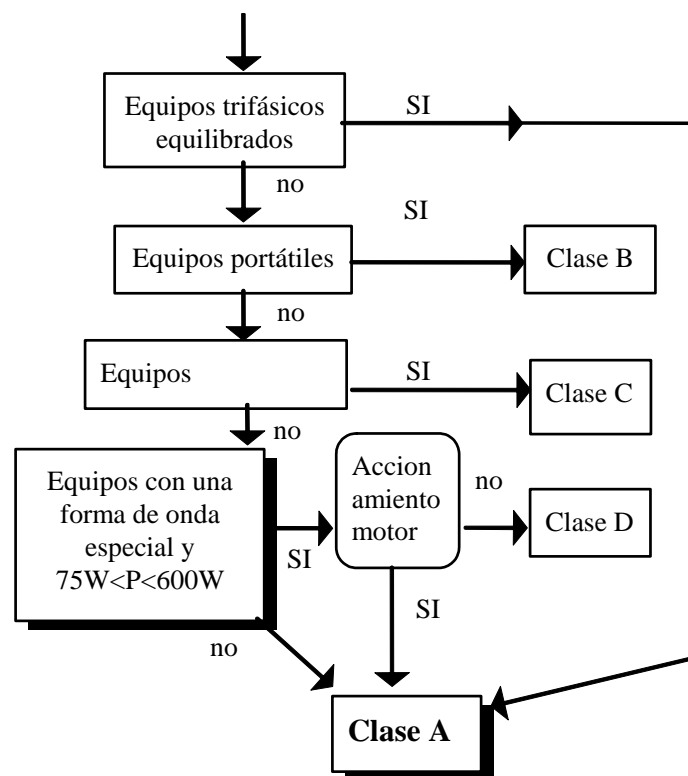 Equipos trifásicos
equilibrados
SI
no
SI
Equipos portátiles
Clase B
no
Equipos
SI
Clase C
no
Equipos con una
forma de onda
especial y
75W<P<600W
SI
Accion
amiento
motor
no
Clase D
SI
no
Clase A